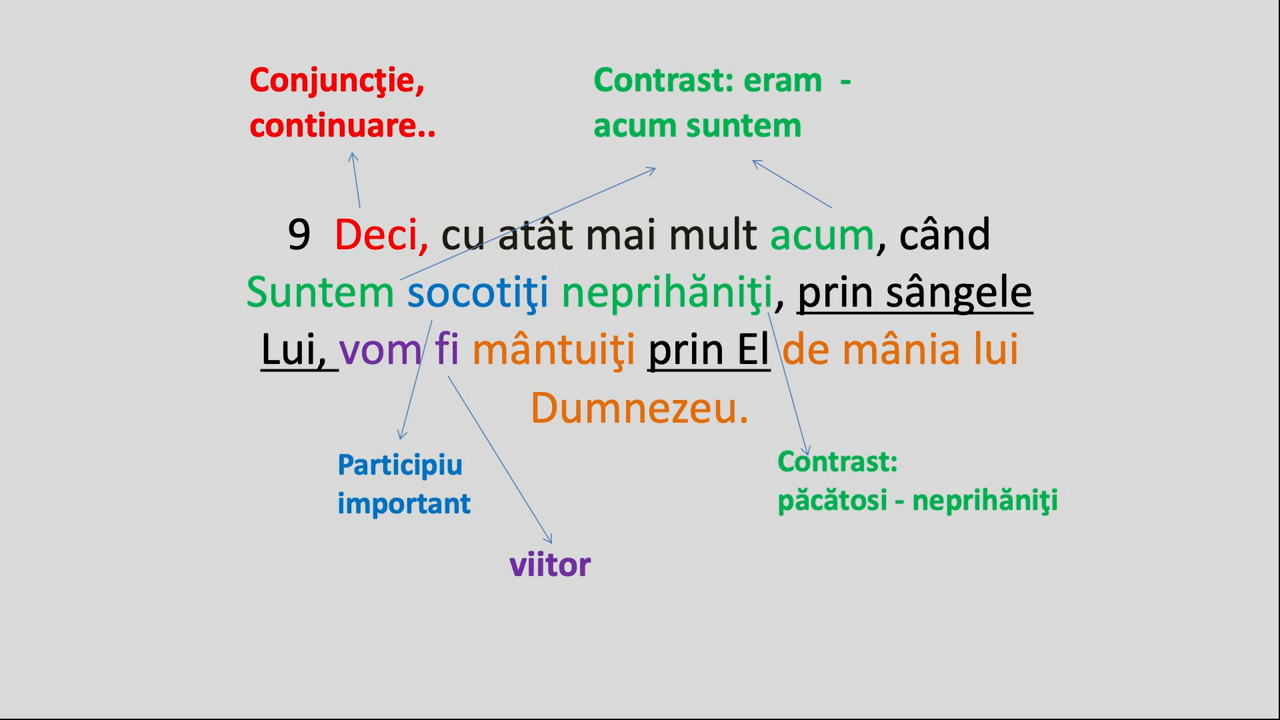 Conjuncţie,
continuare..
Contrast: eram -
acum suntem
9 Deci, cu atât mai mult acum, când
Suntem socotiţi neprihăniţi, prin sângele
Lui, vom fi mântuiţi prin El de mânia lui
Dumnezeu.
Participiu
important
Contrast:
păcătosi - neprihăniţi
viitor